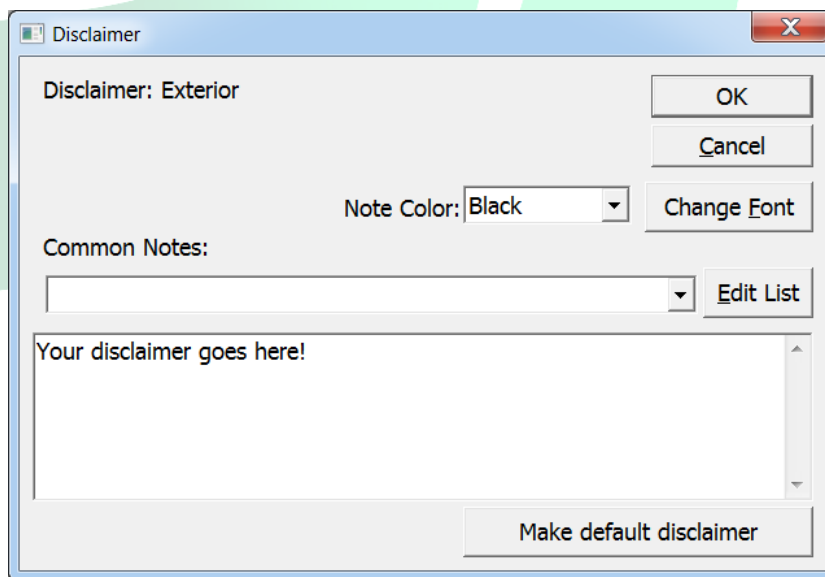 Disclaimer
Disclaimer: Exterior
OK
Cancel
Note Color: Black
Change Font
Common Notes:
Edit List
Your disclaimer goes here!
Make default disclaimer